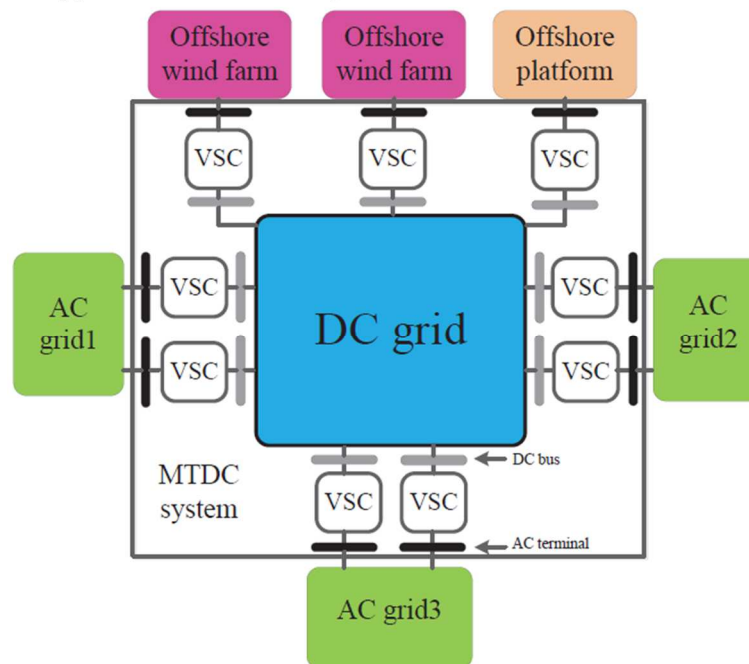 Offshore
wind farm
Offshore
wind farm
Offshore
platform
VSC
VSC
VSC
AC
grid1
VSC
VSC
DC grid
VSC
VSC
AC
grid2
MTDC
system
VSC
VSC
DC bus
AC terminal
AC grid3